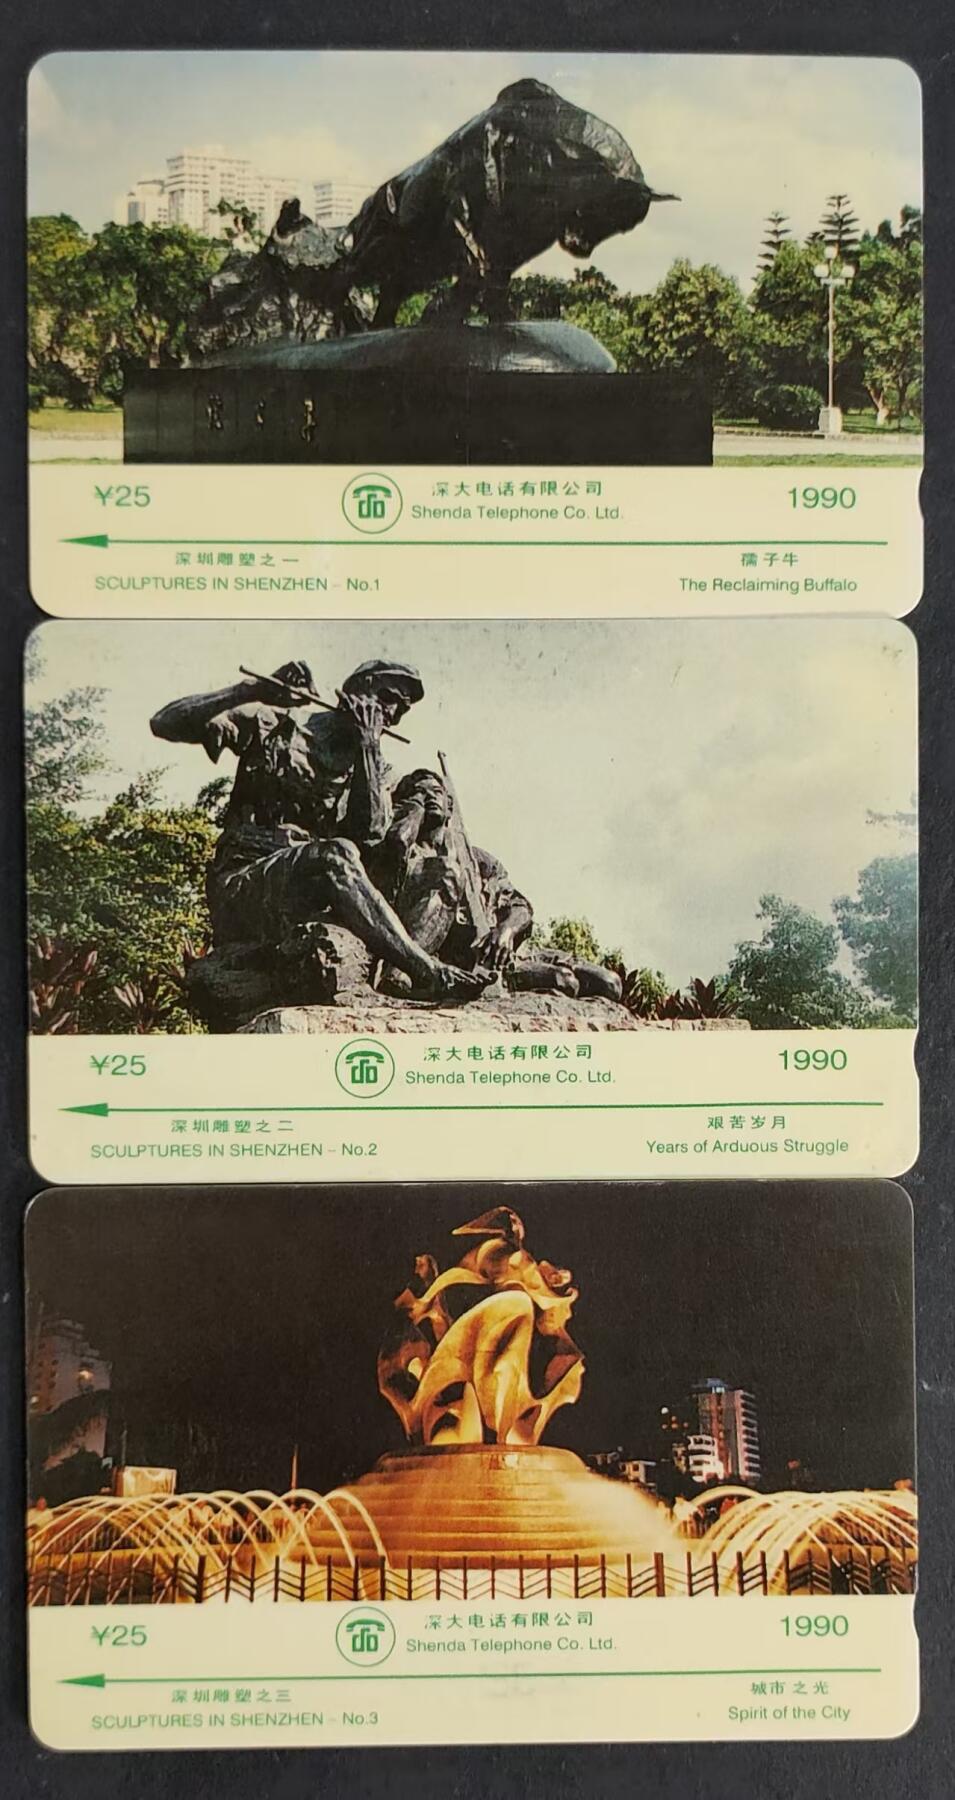 ¥25
深大电话有限公司
Shenda Telephone Co. Ltd.
1990
深圳雕塑之一
孺子牛
SCULPTURES IN SHENZHEN – No.1
The Reclaiming Buffalo
¥25
深大电话有限公司
Shenda Telephone Co. Ltd.
1990
深圳雕塑之二
艰苦岁月
SCULPTURES IN SHENZHEN – No.2
Years of Arduous Struggle
¥25
深大电话有限公司
Shenda Telephone Co. Ltd.
1990
深圳雕塑之三
城市之光
SCULPTURES IN SHENZHEN – No.3
Spirit of the City